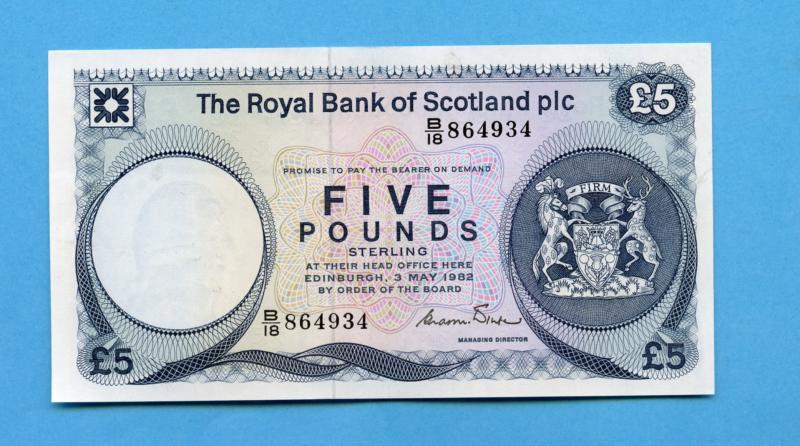 The Royal Bank of Scotland plc
£5
B/18 864934
PROMISE TO PAY THE BEARER ON DEMAND
FIVE
POUNDS
STERLING
AT THEIR HEAD OFFICE HERE
EDINBURGH, 3 MAY 1982
BY ORDER OF THE BOARD
FIRM
B/18 864934
MANAGING DIRECTOR
£5
£5